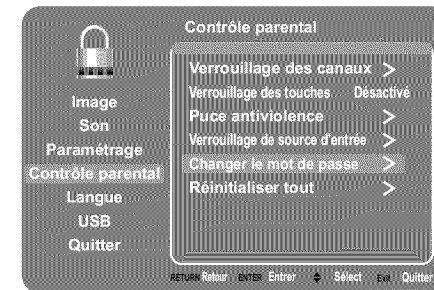 Contrôle parental
Image
Son
Paramétrage
Contrôle parental
Langue
USB
Quitter
Verrouillage des canaux >
Verrouillage des touches Désactivé
Puce antiviolence >
Verrouillage de source d'entrée >
Changer le mot de passe >
Réinitialiser tout >
RETURN Retour ENTER Entrer Sélect Exit Quitter